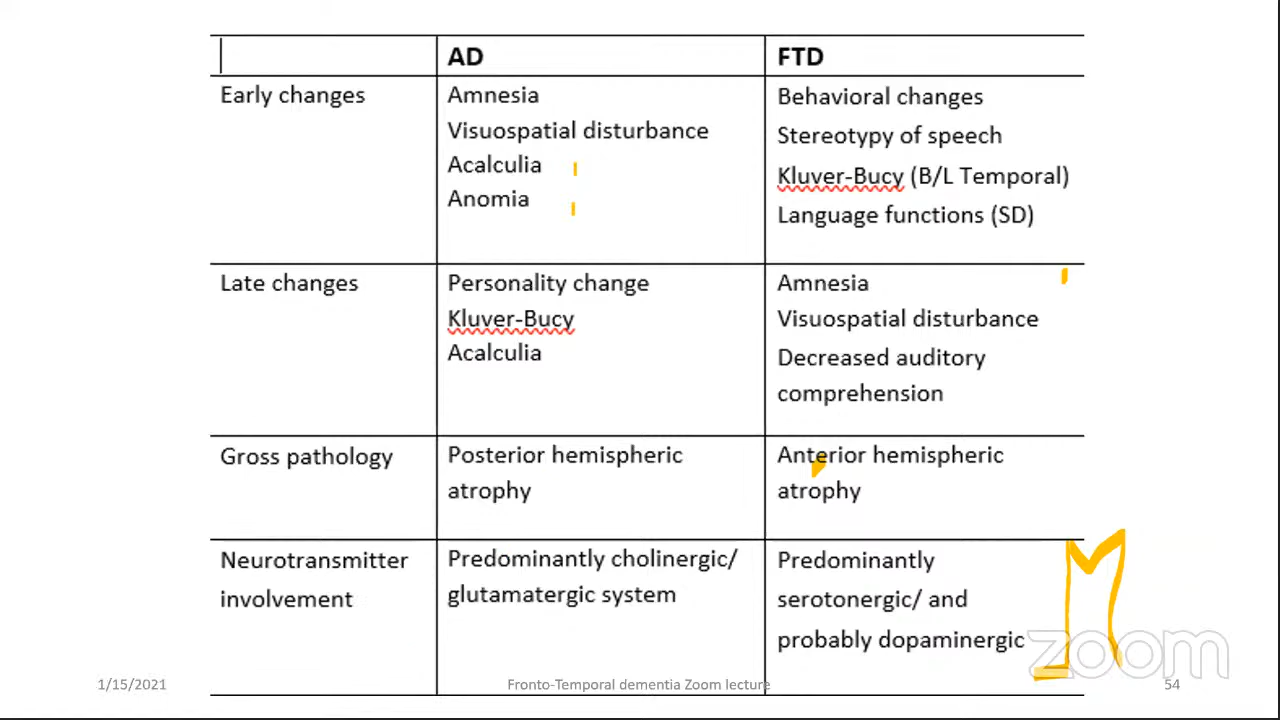 AD FTD
Early changes
Amnesia
Visuospatial disturbance
Acalculia
Anomia
Behavioral changes
Stereotypy of speech
Kluver-Bucy (B/L Temporal)
Language functions (SD)
Late changes
Personality change
Kluver-Bucy
Acalculia
Amnesia
Visuospatial disturbance
Decreased auditory
comprehension
Gross pathology
Posterior hemispheric
atrophy
Anterior hemispheric
atrophy
Neurotransmitter
involvement
Predominantly cholinergic/
glutamatergic system
Predominantly
serotonergic/ and
probably dopaminergic
zoom
1/15/2021 Fronto-Temporal dementia Zoom lecture 54